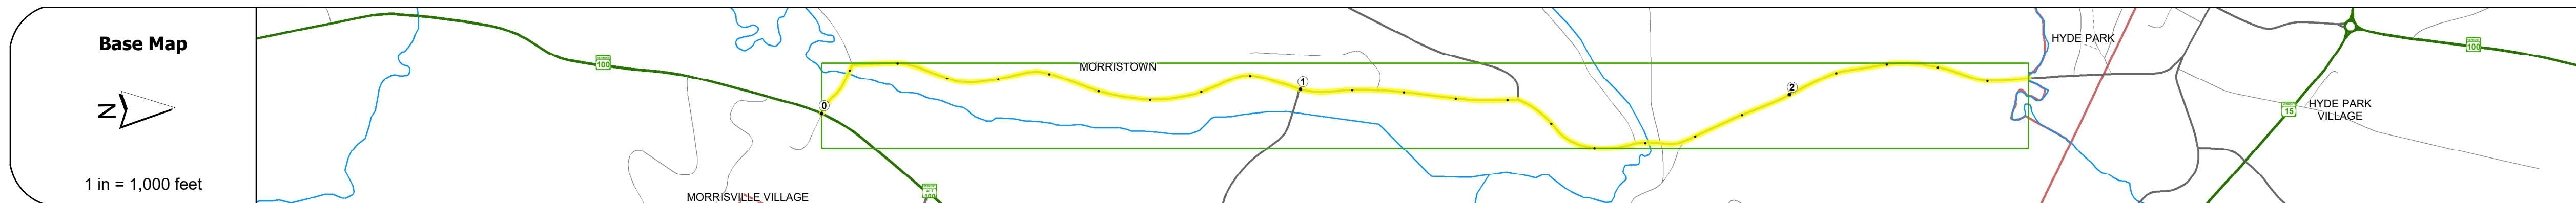 Base Map
N
1 in = 1,000 feet
100
MORRISVILLE VILLAGE
0
100
MORRISTOWN
1
2
HYDE PARK
100
15
HYDE PARK
VILLAGE